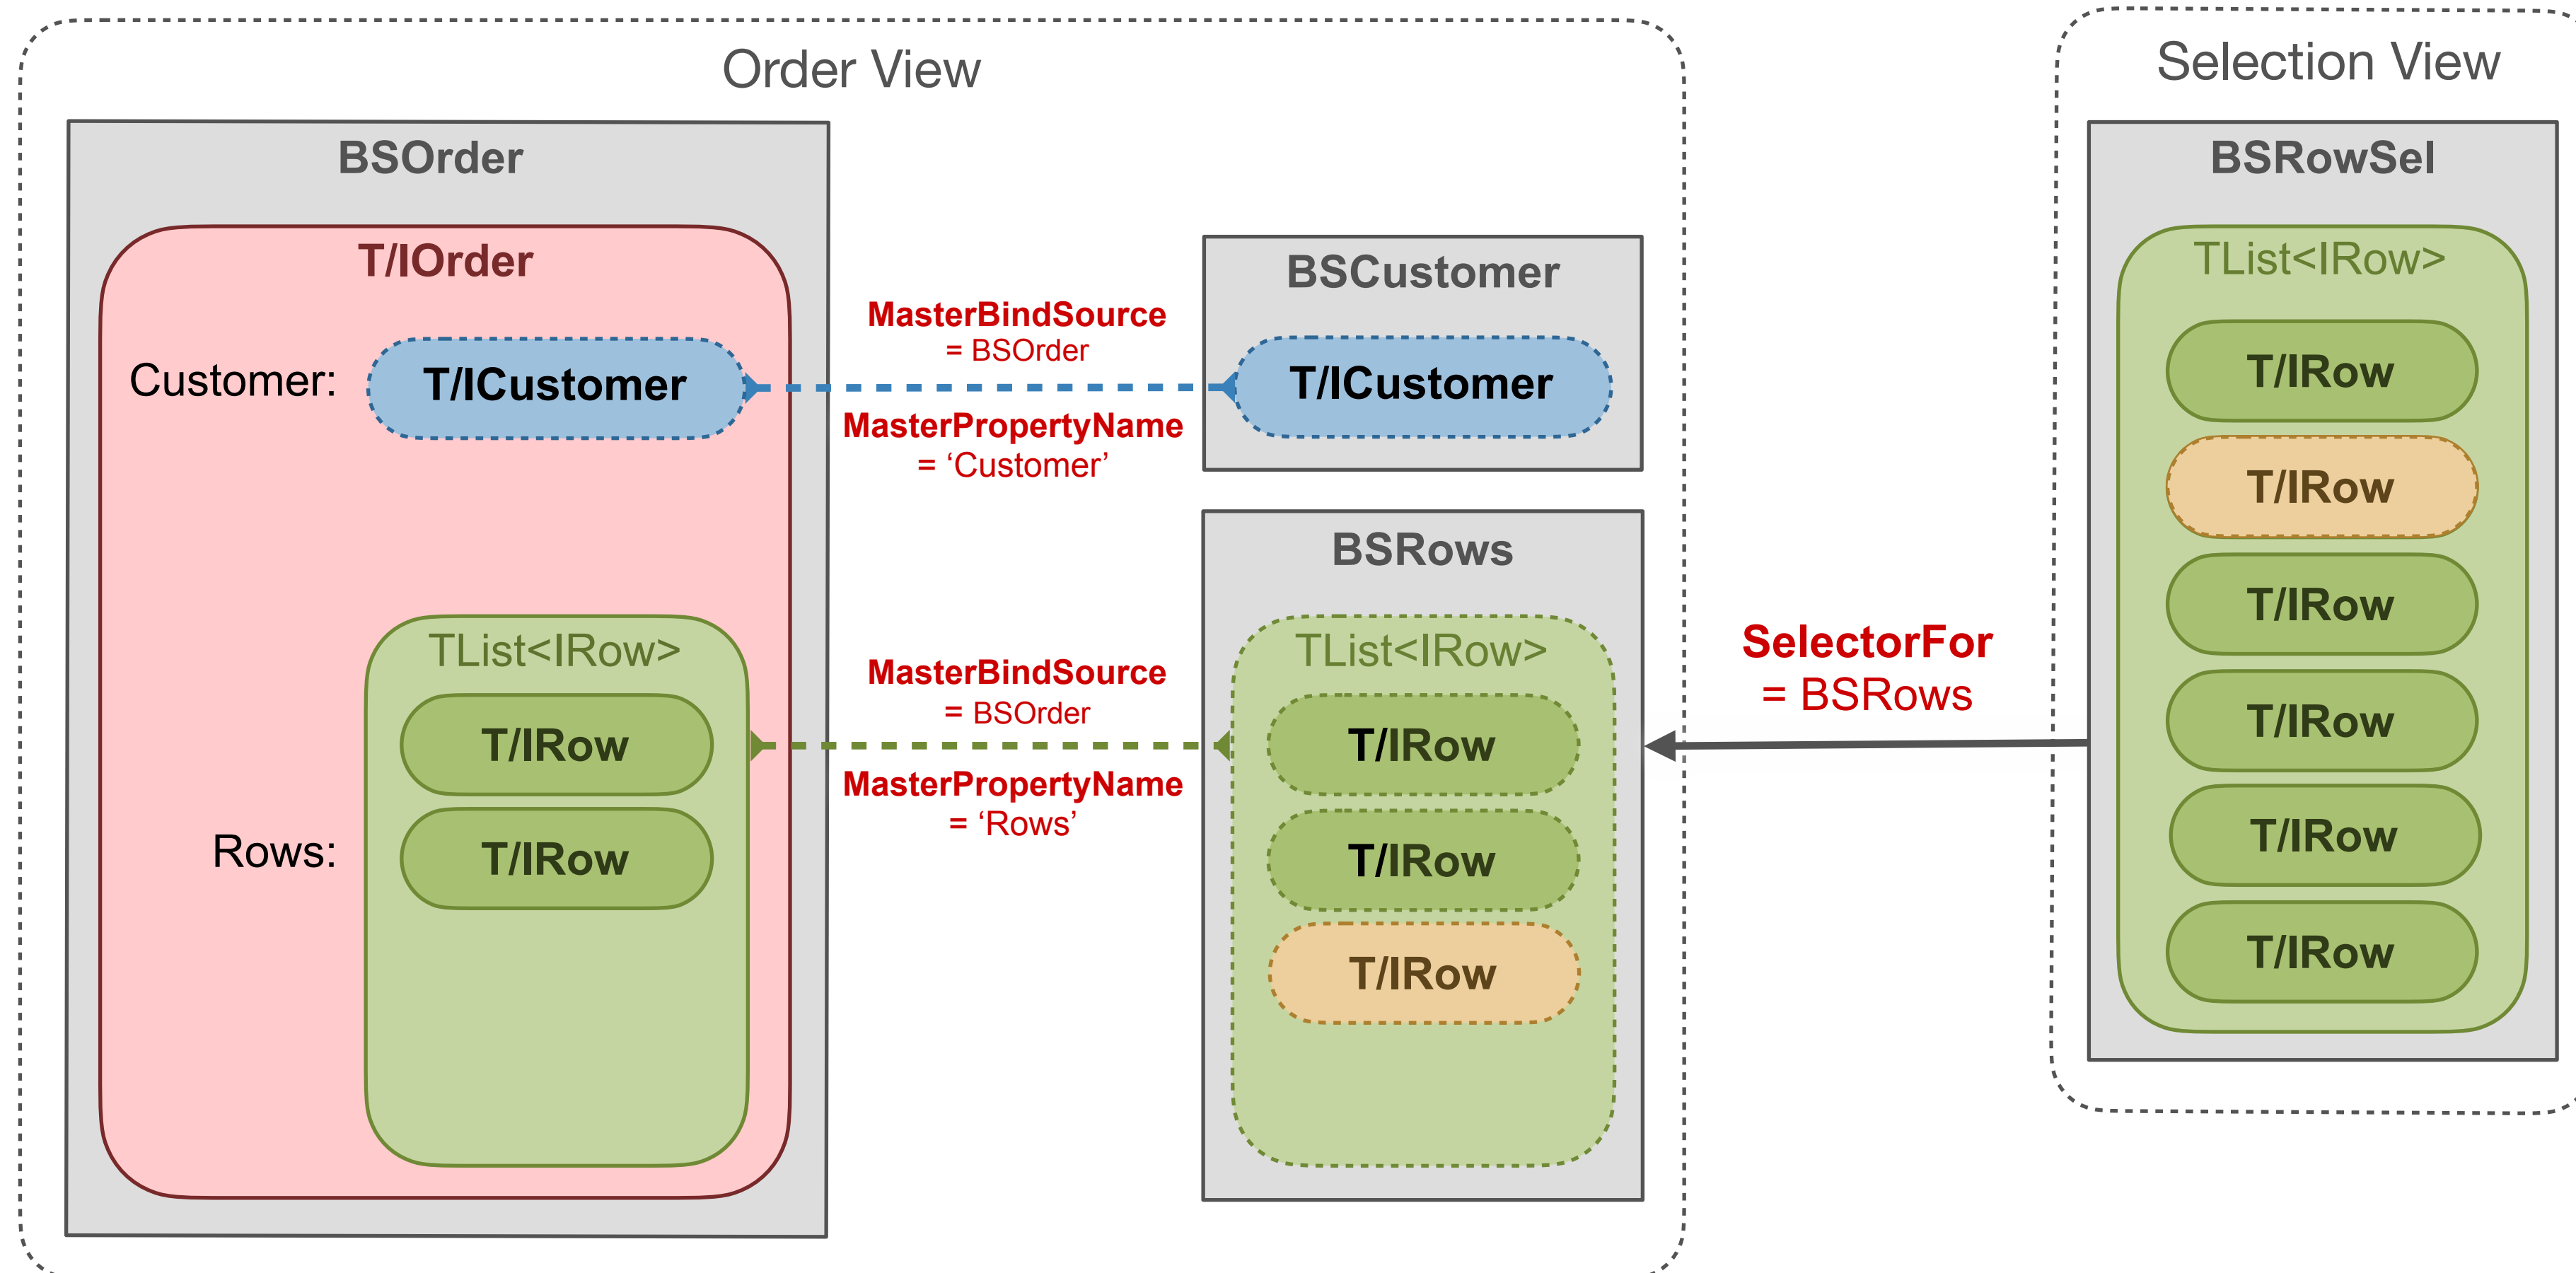 Order View
BSOrder
T/IOrder
Customer:
T/ICustomer
Rows:
TList<IRow>
T/IRow
T/IRow
MasterBindSource
= BSOrder
MasterPropertyName
= ‘Customer’
MasterBindSource
= BSOrder
MasterPropertyName
= ‘Rows’
BSCustomer
T/ICustomer
BSRows
TList<IRow>
T/IRow
T/IRow
T/IRow
SelectorFor
= BSRows
Selection View
BSRowSel
TList<IRow>
T/IRow
T/IRow
T/IRow
T/IRow
T/IRow
T/IRow